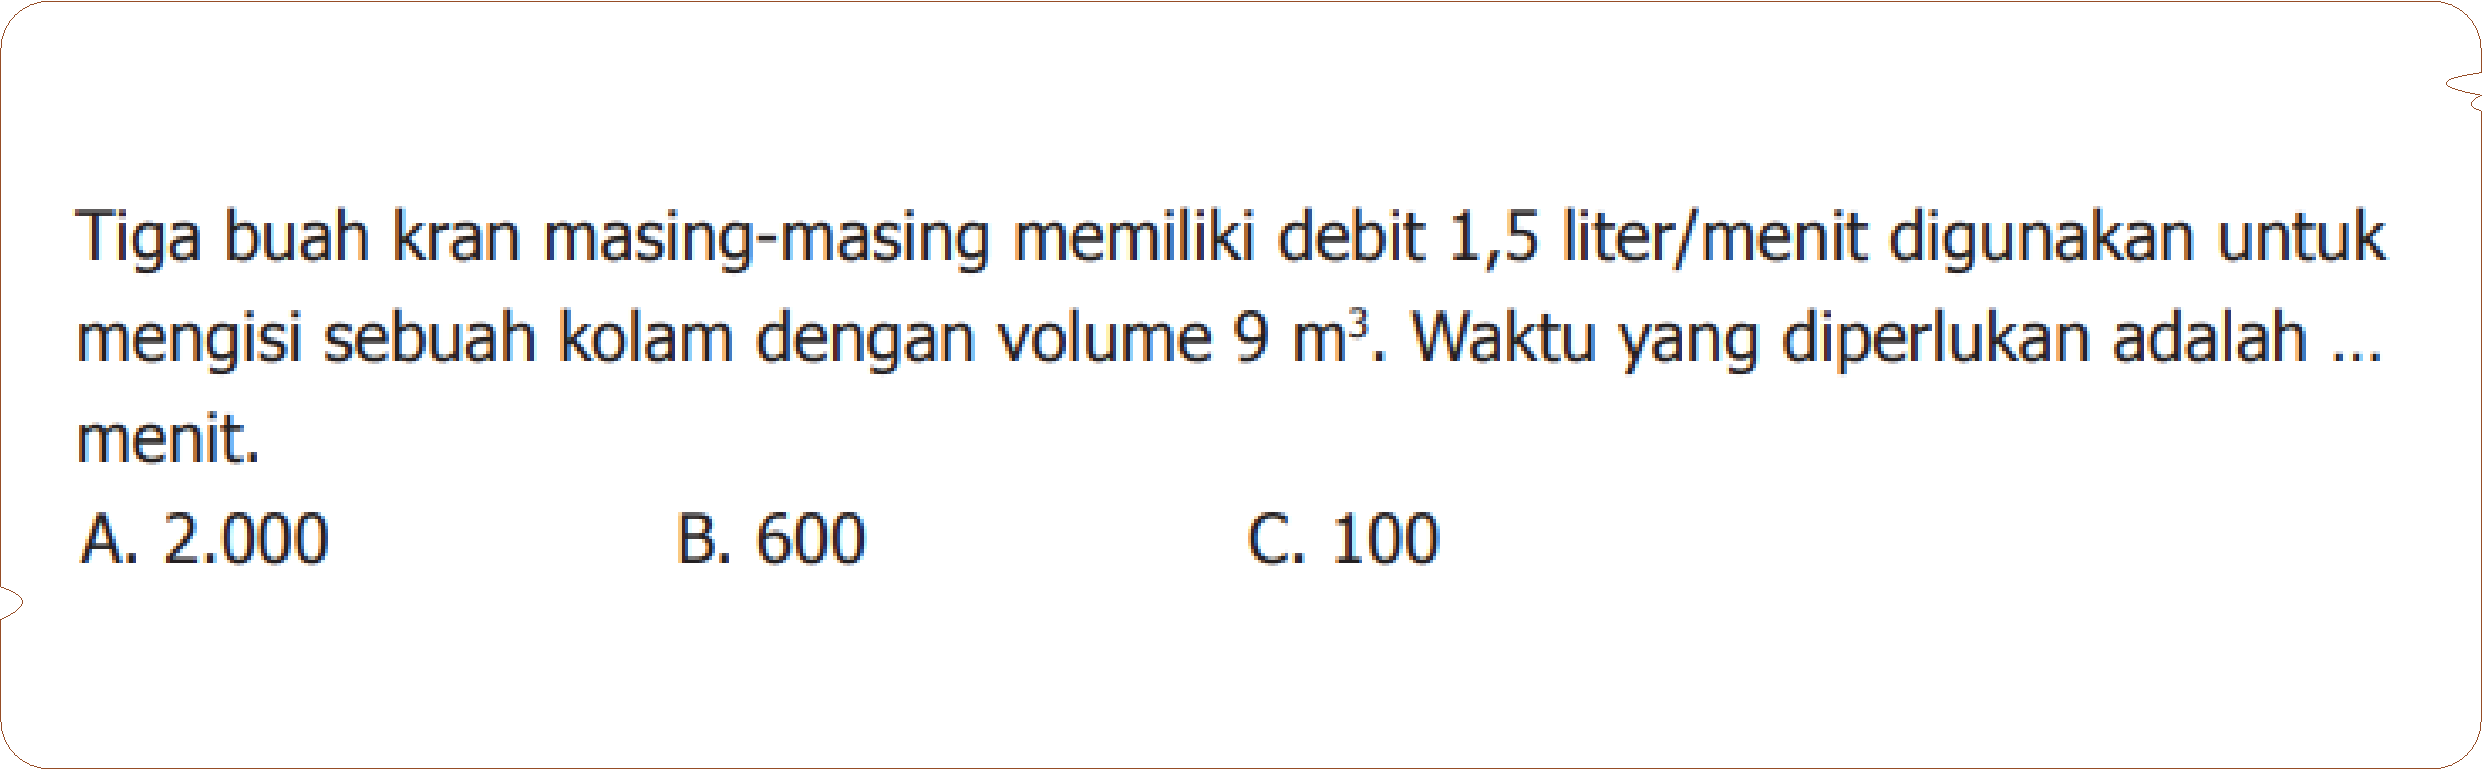 Tiga buah kran masing-masing memiliki debit 1,5 liter/menit digunakan untuk
mengisi sebuah kolam dengan volume 9 m³. Waktu yang diperlukan adalah ...
menit.
A. 2.000 B. 600 C. 100